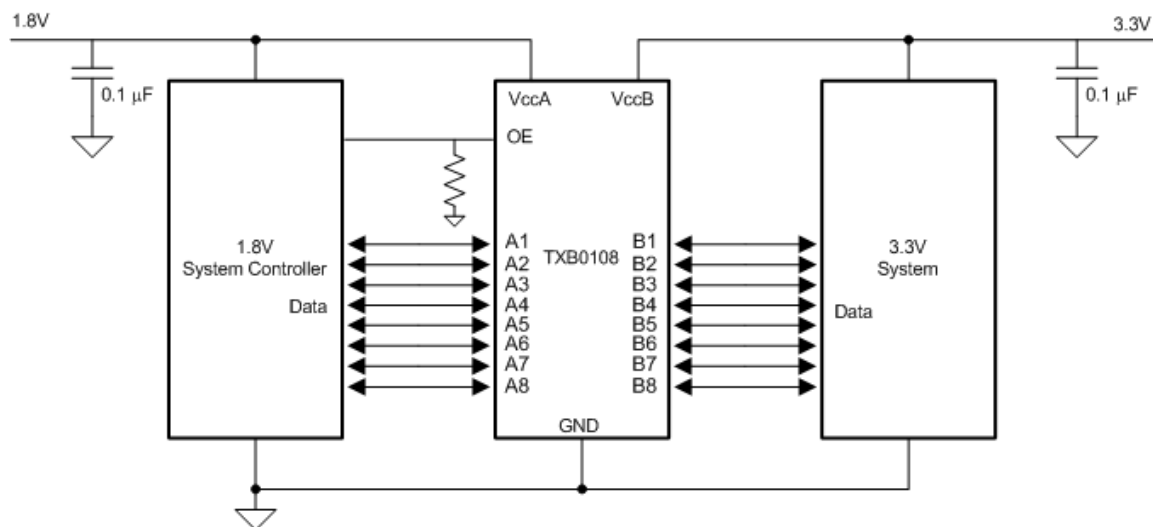 1.8V
3.3V
0.1 μF
VccA
VccB
0.1 μF
OE
1.8V
System Controller
Data
A1
A2
A3
A4
A5
A6
A7
A8
TXB0108
B1
B2
B3
B4
B5
B6
B7
B8
GND
3.3V
System
Data